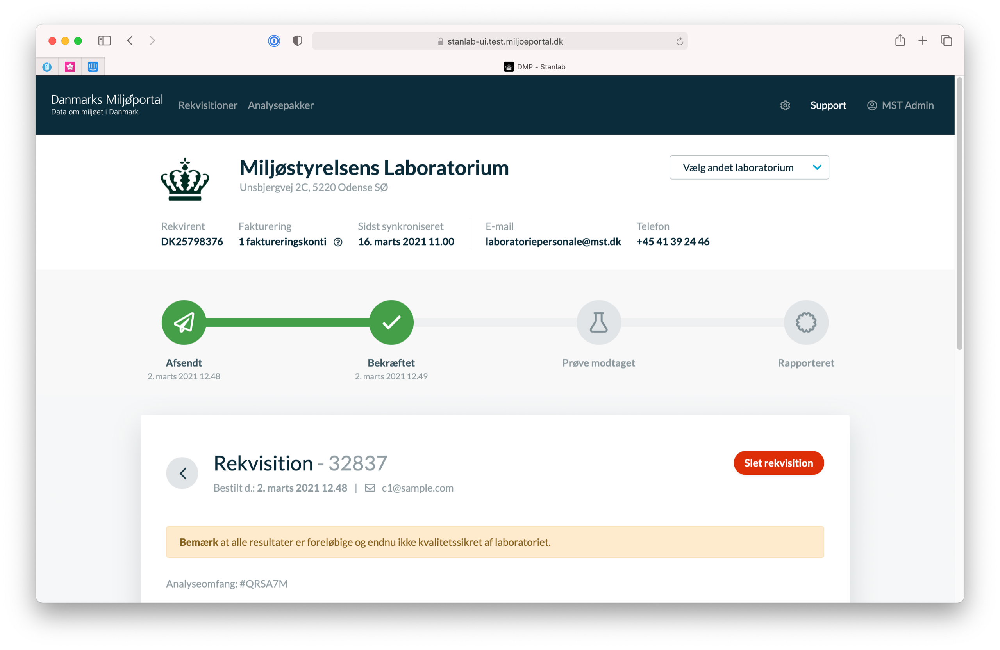 stanlab-ui.test.miljoeportal.dk
DMP - Stanlab
Danmarks Miljøportal
Data om miljøet i Danmark
Rekvisitioner Analysepakker
Support MST Admin
Miljøstyrelsens Laboratorium
Unsbjergvej 2C, 5220 Odense SØ
Vælg andet laboratorium
Rekvirent Fakturering Sidst synkroniseret E-mail Telefon
DK25798376 1 faktureringskonti ? 16. marts 2021 11.00 laboratoriepersonale@mst.dk +45 41 39 24 46
Afsendt Bekræftet Prøve modtaget Rapporteret
2. marts 2021 12.48 2. marts 2021 12.49
Rekvisition - 32837
Slet rekvisition
Bestilt d.: 2. marts 2021 12.48 | c1@sample.com
Bemærk at alle resultater er foreløbige og endnu ikke kvalitetssikret af laboratoriet.
Analyseomfang: #QRSA7M